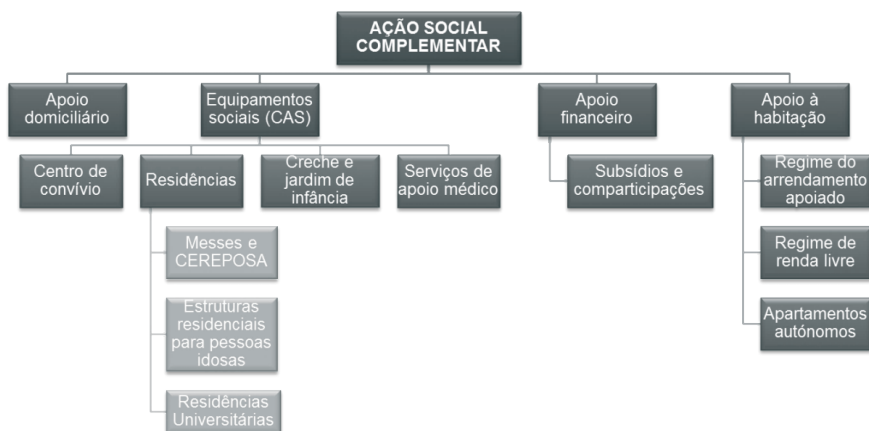 AÇÃO SOCIAL
COMPLEMENTAR
Apoio
domiciliário
Equipamentos
sociais (CAS)
Apoio
financeiro
Apoio à
habitação
Centro de
convívio
Residências
Creche e
jardim de
infância
Serviços de
apoio médico
Subsídios e
comparticipações
Regime do
arrendamento
apoiado
Messes e
CEREPOSA
Regime de
renda livre
Estruturas
residenciais
para pessoas
idosas
Apartamentos
autónomos
Residências
Universitárias